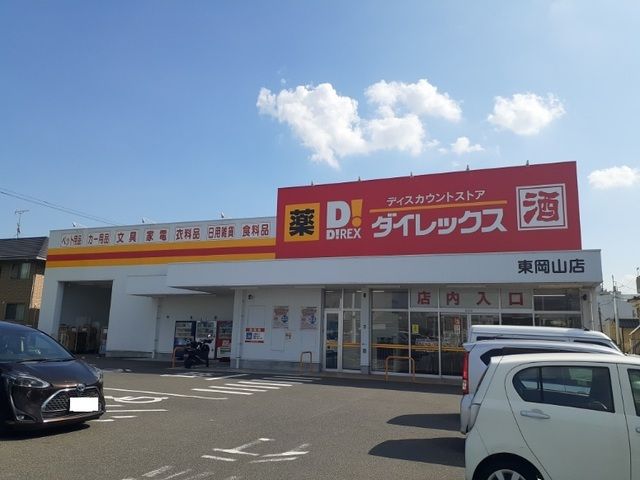 ペット用品 カー用品 文具 家電 衣料品 日用雑貨 食料品
薬
D!
D!REX
ディスカウントストア
ダイレックス
酒
東岡山店
店内入口